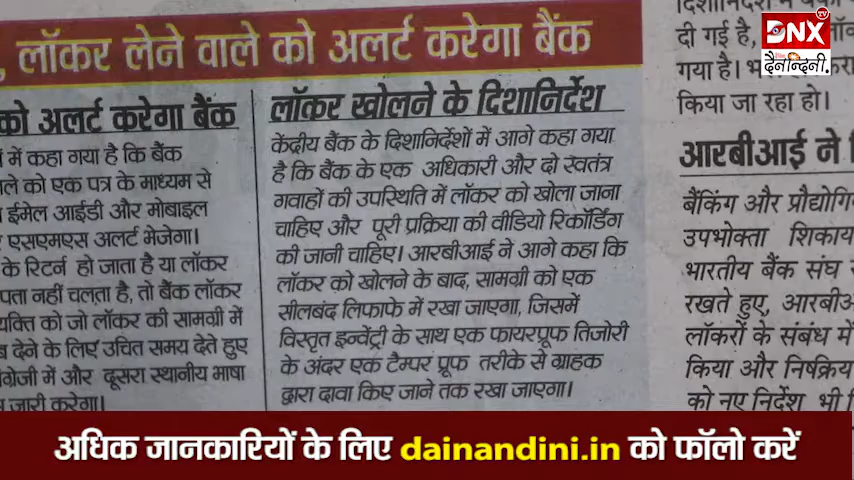 , लॉकर लेने वाले को अलर्ट करेगा बैंक
को अलर्ट करेगा बैंक
में कहा गया है कि बैंक
को एक पत्र के माध्यम से
ईमेल आईडी और मोबाइल
एसएमएस अलर्ट भेजेगा।
के रिटर्न हो जाता है या लॉकर
पता नहीं चलता है, तो बैंक लॉकर
को जो लॉकर की सामग्री में
देने के लिए उचित समय देते हुए
में और दूसरा स्थानीय भाषा
जारी करेगा।
लॉकर खोलने के दिशानिर्देश
केंद्रीय बैंक के दिशानिर्देशों में आगे कहा गया
है कि बैंक के एक अधिकारी और दो स्वतंत्र
गवाहों की उपस्थिति में लॉकर को खोला जाना
चाहिए और पूरी प्रक्रिया की वीडियो रिकॉर्डिंग
की जानी चाहिए। आरबीआई ने आगे कहा कि
लॉकर को खोलने के बाद, सामग्री को एक
सीलबंद लिफाफे में रखा जाएगा, जिसमें
विस्तृत इन्वेंट्री के साथ एक फायरप्रूफ तिजोरी
के अंदर एक टैम्पर प्रूफ तरीके से ग्राहक
द्वारा दावा किए जाने तक रखा जाएगा।
दी गई है,
गया है।
किया जा रहा हो।
आरबीआई ने
बैंकिंग और
उपभोक्ता
भारतीय बैंक संघ
रखते हुए,
लॉकरों के संबंध में
किया और
को नए निर्देश भी
DNX TV
दैनन्दिनी.
अधिक जानकारियों के लिए dainandini.in को फॉलो करें